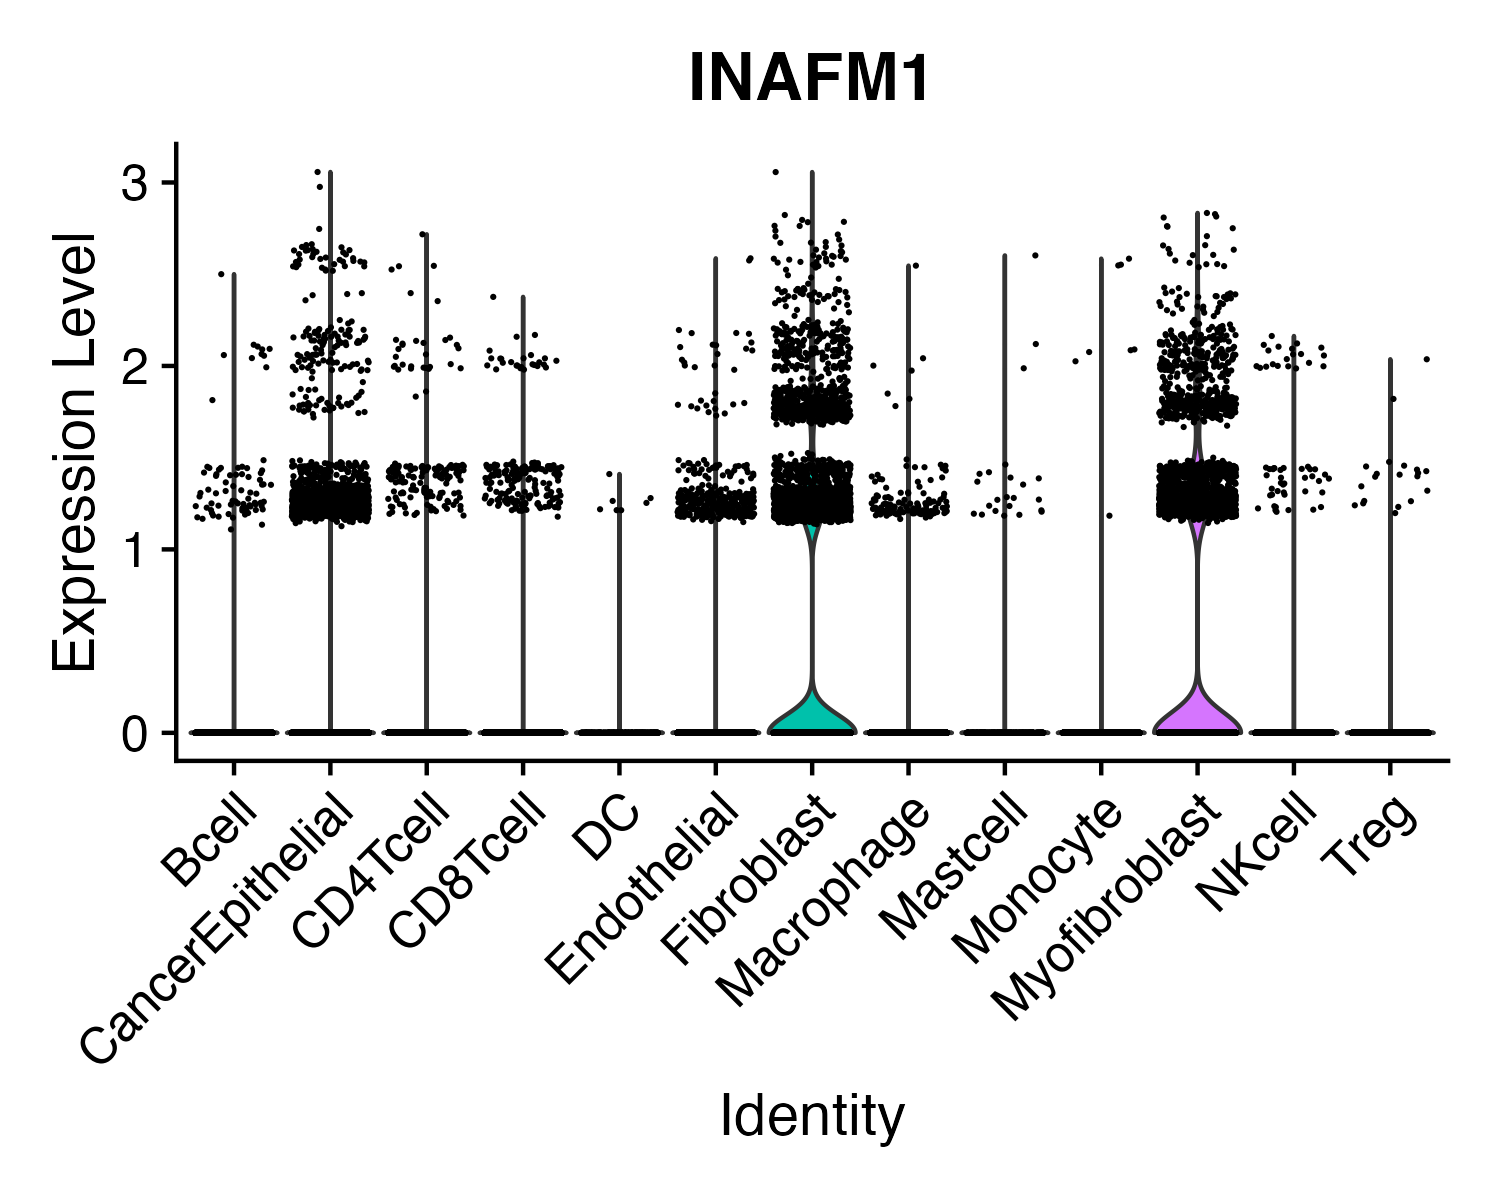 INAFM1
Expression Level
3
2
1
0
Bcell
CancerEpithelial
CD4Tcell
CD8Tcell
DC
Endothelial
Fibroblast
Macrophage
Mastcell
Monocyte
Myofibroblast
NKcell
Treg
Identity